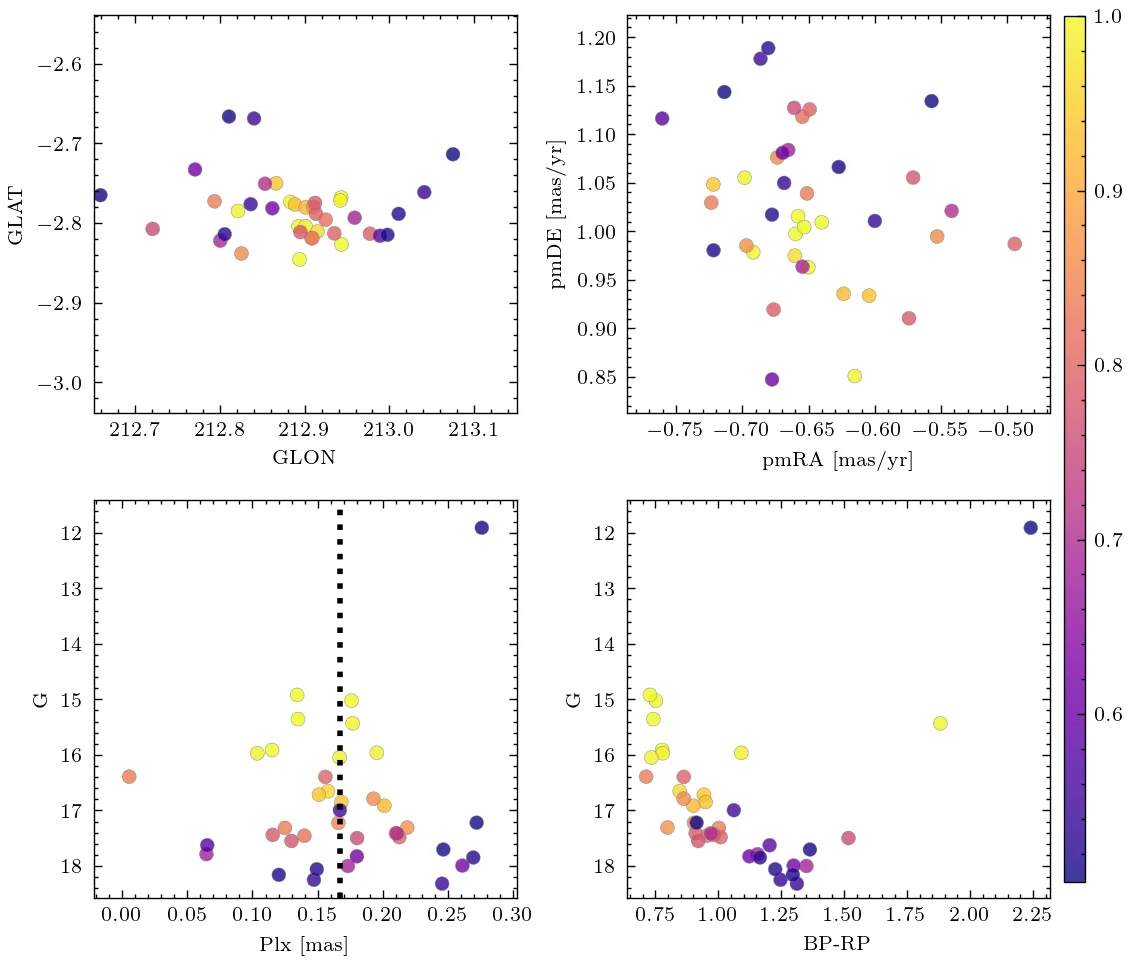 −2.6
−2.7
−2.8
−2.9
−3.0
GLAT
212.7 212.8 212.9 213.0 213.1
GLON
1.20
1.15
1.10
1.05
1.00
0.95
0.90
0.85
pmDE [mas/yr]
−0.75 −0.70 −0.65 −0.60 −0.55 −0.50
pmRA [mas/yr]
12
13
14
15
16
17
18
G
0.00 0.05 0.10 0.15 0.20 0.25 0.30
Plx [mas]
12
13
14
15
16
17
18
G
0.75 1.00 1.25 1.50 1.75 2.00 2.25
BP-RP
1.0
0.9
0.8
0.7
0.6